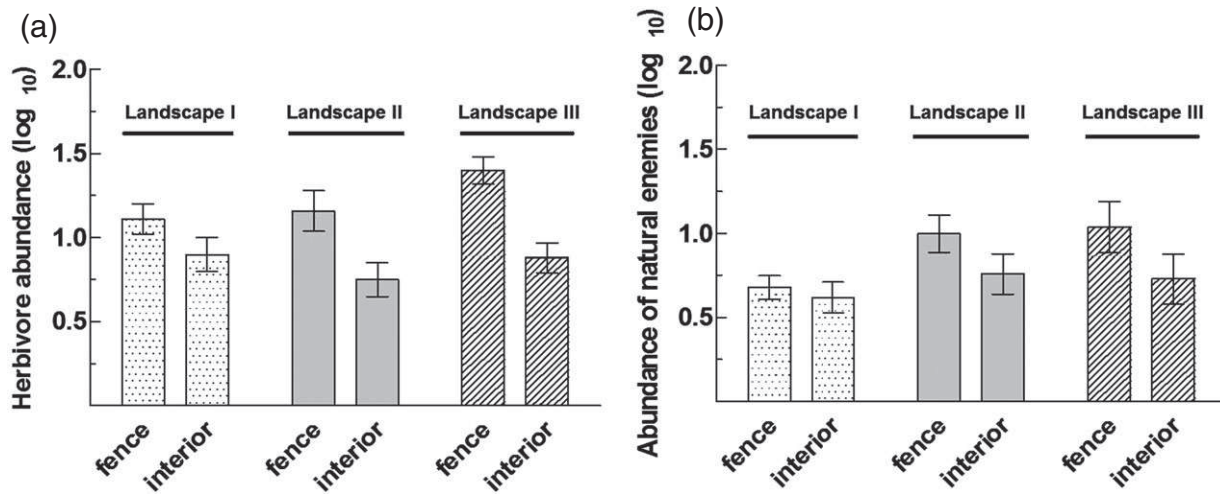 (a)
Herbivore abundance (log 10)
2.0
1.5
1.0
0.5
Landscape I
Landscape II
Landscape III
fence
interior
fence
interior
fence
interior
(b)
Abundance of natural enemies (log 10)
2.0
1.5
1.0
0.5
Landscape I
Landscape II
Landscape III
fence
interior
fence
interior
fence
interior